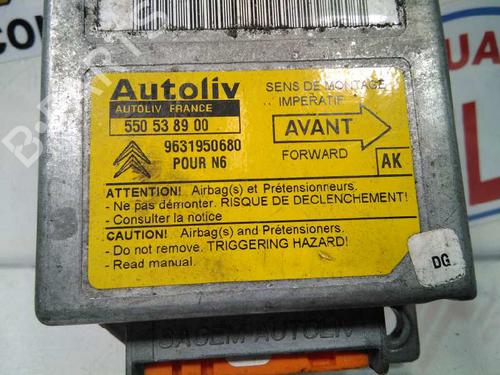 Autoliv
AUTOLIV FRANCE
550 53 89 00
9631950680
POUR N6
SENS DE MONTAGE
IMPERATIF
AVANT
FORWARD
AK
ATTENTION! Airbag(s) et Prétensionneurs.
- Ne pas démonter. RISQUE DE DECLENCHEMENT!
- Consulter la notice
CAUTION! Airbag(s) and Prétensioners.
- Do not remove. TRIGGERING HAZARD!
- Read manual.
DG
SAGEM AUTOLIV